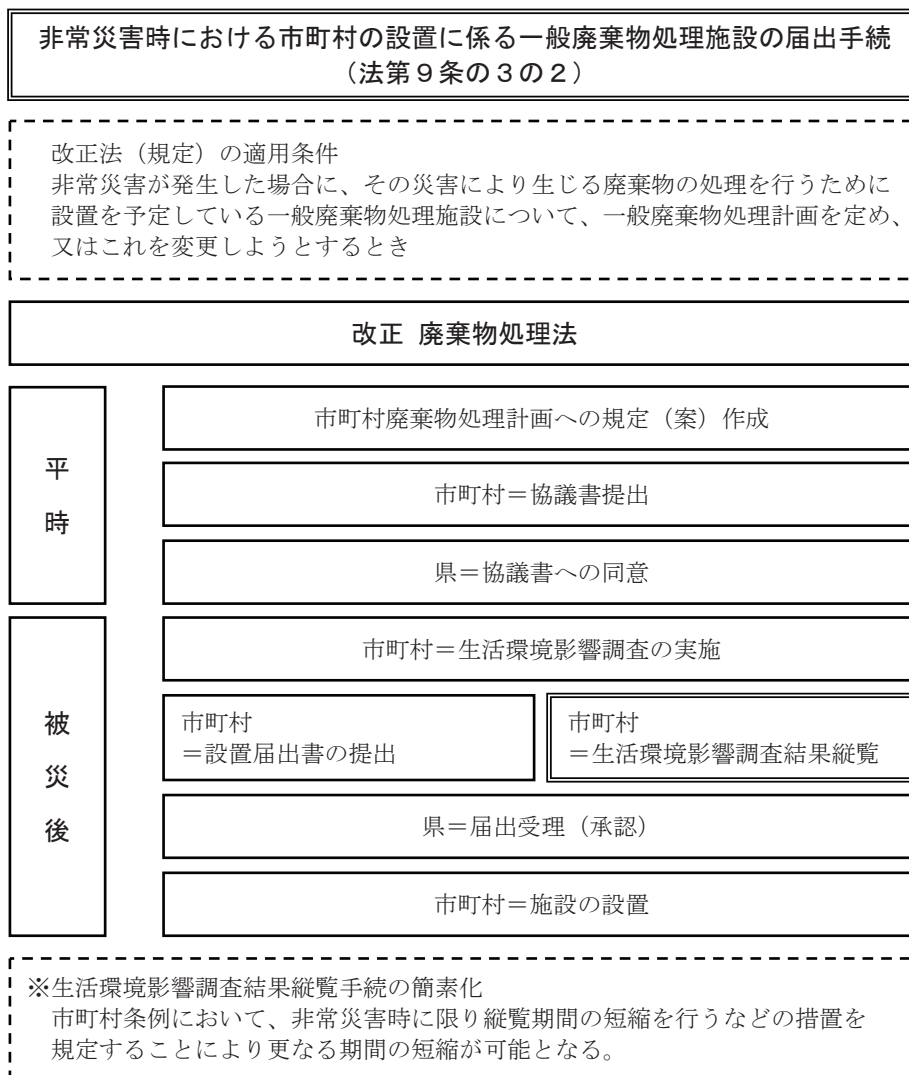 非常災害時における市町村の設置に係る一般廃棄物処理施設の届出手続
（法第９条の３の２）
改正法（規定）の適用条件
非常災害が発生した場合に、その災害により生じる廃棄物の処理を行うために
設置を予定している一般廃棄物処理施設について、一般廃棄物処理計画を定め、
又はこれを変更しようとするとき
改正 廃棄物処理法
平時
市町村廃棄物処理計画への規定（案）作成
市町村＝協議書提出
県＝協議書への同意
被災後
市町村＝生活環境影響調査の実施
市町村
＝設置届出書の提出
市町村
＝生活環境影響調査結果縦覧
県＝届出受理（承認）
市町村＝施設の設置
※生活環境影響調査結果縦覧手続の簡素化
市町村条例において、非常災害時に限り縦覧期間の短縮を行うなどの措置を
規定することにより更なる期間の短縮が可能となる。